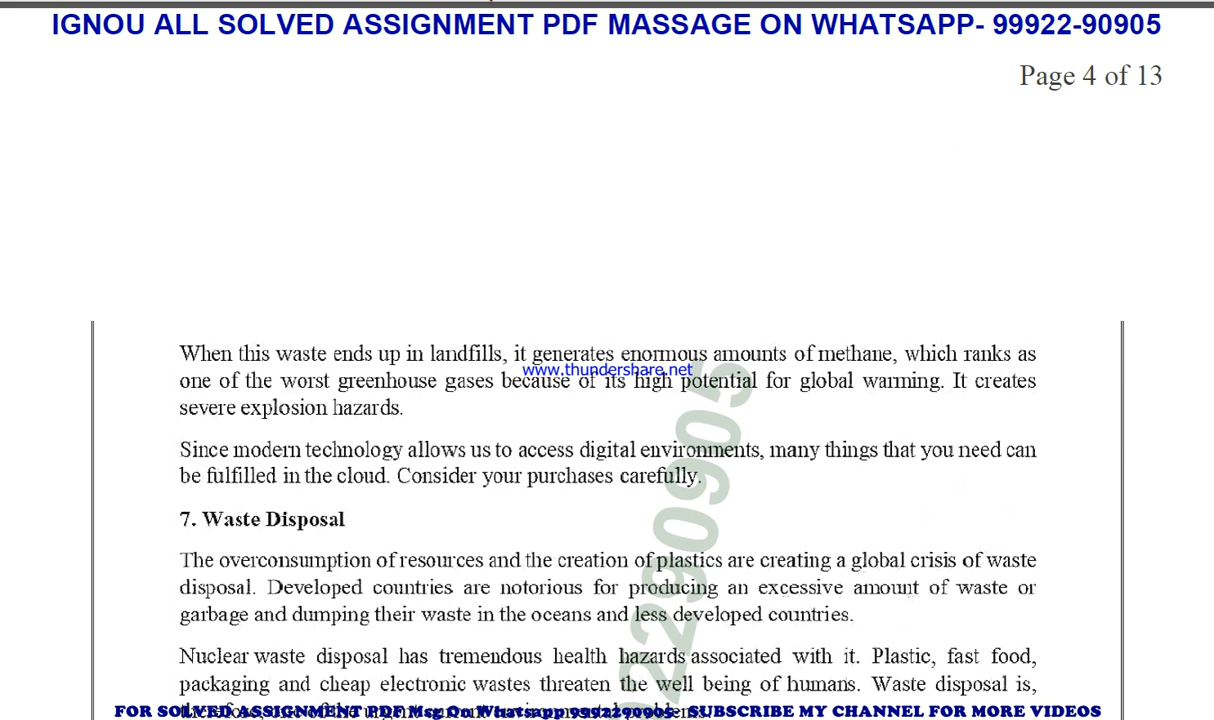 IGNOU ALL SOLVED ASSIGNMENT PDF MASSAGE ON WHATSAPP- 99922-90905
Page 4 of 13
When this waste ends up in landfills, it generates enormous amounts of methane, which ranks as
www.thundershare.net
one of the worst greenhouse gases because of its high potential for global warming. It creates
severe explosion hazards.
Since modern technology allows us to access digital environments, many things that you need can
be fulfilled in the cloud. Consider your purchases carefully.
7. Waste Disposal
The overconsumption of resources and the creation of plastics are creating a global crisis of waste
disposal. Developed countries are notorious for producing an excessive amount of waste or
garbage and dumping their waste in the oceans and less developed countries.
Nuclear waste disposal has tremendous health hazards associated with it. Plastic, fast food,
packaging and cheap electronic wastes threaten the well being of humans. Waste disposal is,
FOR SOLVED ASSIGNMENT PDF Msg On Whatsapp 9992290905- SUBSCRIBE MY CHANNEL FOR MORE VIDEOS